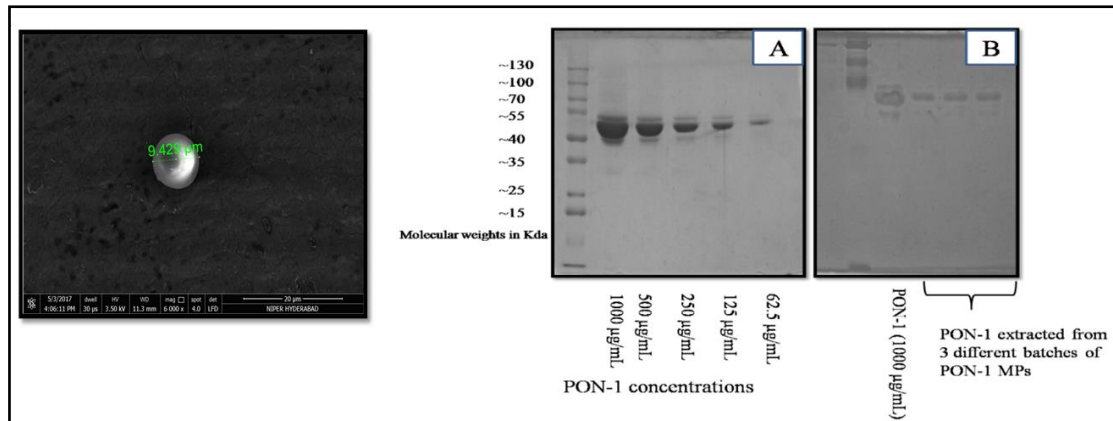 9.429 µm
5/3/2017 dwell HV WD mag spot det 20 µm
4:06:11 PM 30 µs 3.50 kV 11.3 mm 6 000 x 4.0 LFD NIPER HYDERABAD
A
~130
~100
~70
~55
~40
~35
~25
~15
Molecular weights in Kda
1000 µg/mL
500 µg/mL
250 µg/mL
125 µg/mL
62.5 µg/mL
PON-1 concentrations
B
PON-1 (1000 µg/mL)
PON-1 extracted from
3 different batches of
PON-1 MPs